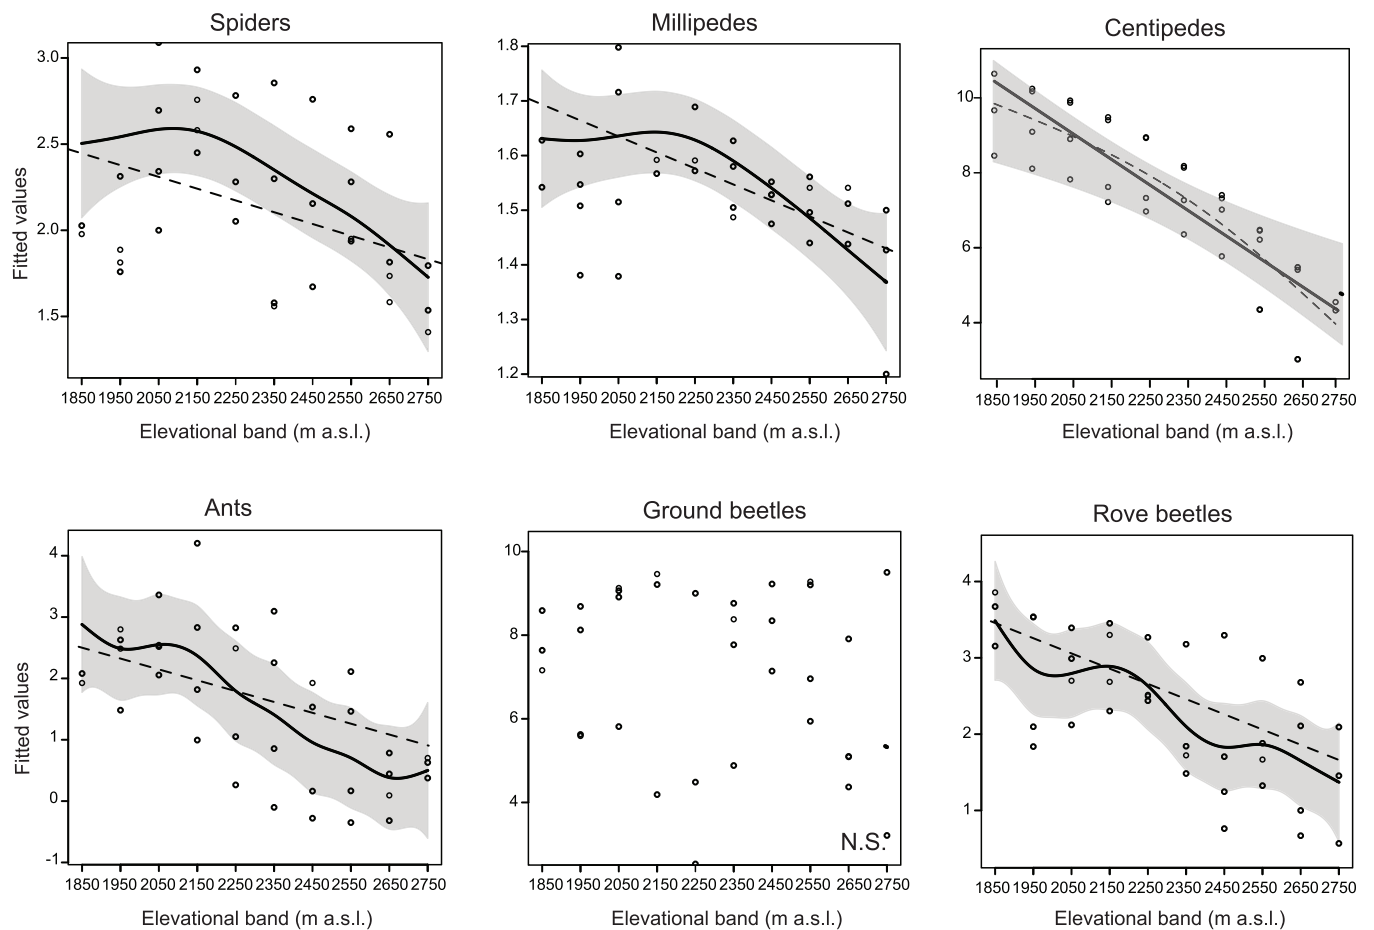 Spiders
Millipedes
Centipedes
3.0
2.5
2.0
1.5
Fitted values
1850 1950 2050 2150 2250 2350 2450 2550 2650 2750
Elevational band (m a.s.l.)
1.8
1.7
1.6
1.5
1.4
1.3
1.2
1850 1950 2050 2150 2250 2350 2450 2550 2650 2750
Elevational band (m a.s.l.)
10
8
6
4
1850 1950 2050 2150 2250 2350 2450 2550 2650 2750
Elevational band (m a.s.l.)
Ants
Ground beetles
Rove beetles
4
3
2
1
0
-1
Fitted values
1850 1950 2050 2150 2250 2350 2450 2550 2650 2750
Elevational band (m a.s.l.)
10
8
6
4
N.S.
1850 1950 2050 2150 2250 2350 2450 2550 2650 2750
Elevational band (m a.s.l.)
4
3
2
1
1850 1950 2050 2150 2250 2350 2450 2550 2650 2750
Elevational band (m a.s.l.)